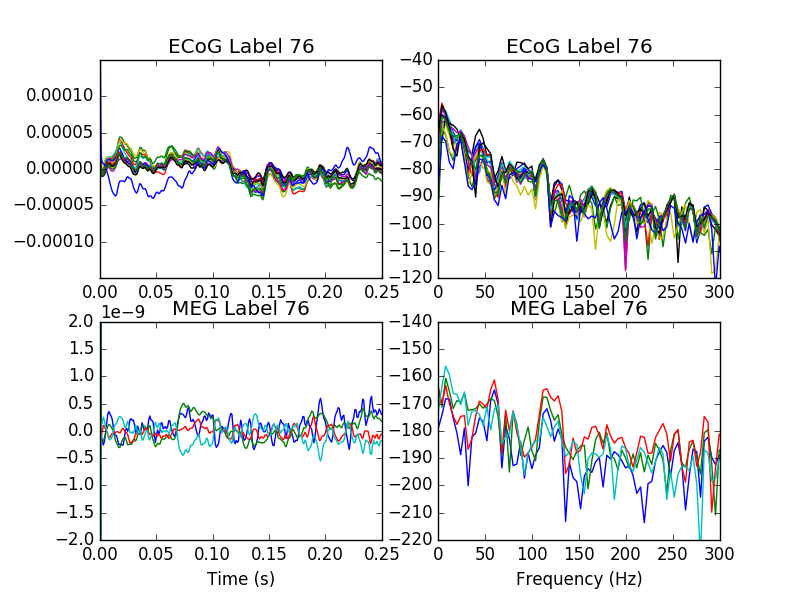 ECoG Label 76
0.00010
0.00005
0.00000
−0.00005
−0.00010
0.00 0.05 0.10 0.15 0.20 0.25
ECoG Label 76
−40
−50
−60
−70
−80
−90
−100
−110
−120
0 50 100 150 200 250 300
MEG Label 76
1e−9
2.0
1.5
1.0
0.5
0.0
−0.5
−1.0
−1.5
−2.0
0.00 0.05 0.10 0.15 0.20 0.25
Time (s)
MEG Label 76
−140
−150
−160
−170
−180
−190
−200
−210
−220
0 50 100 150 200 250 300
Frequency (Hz)